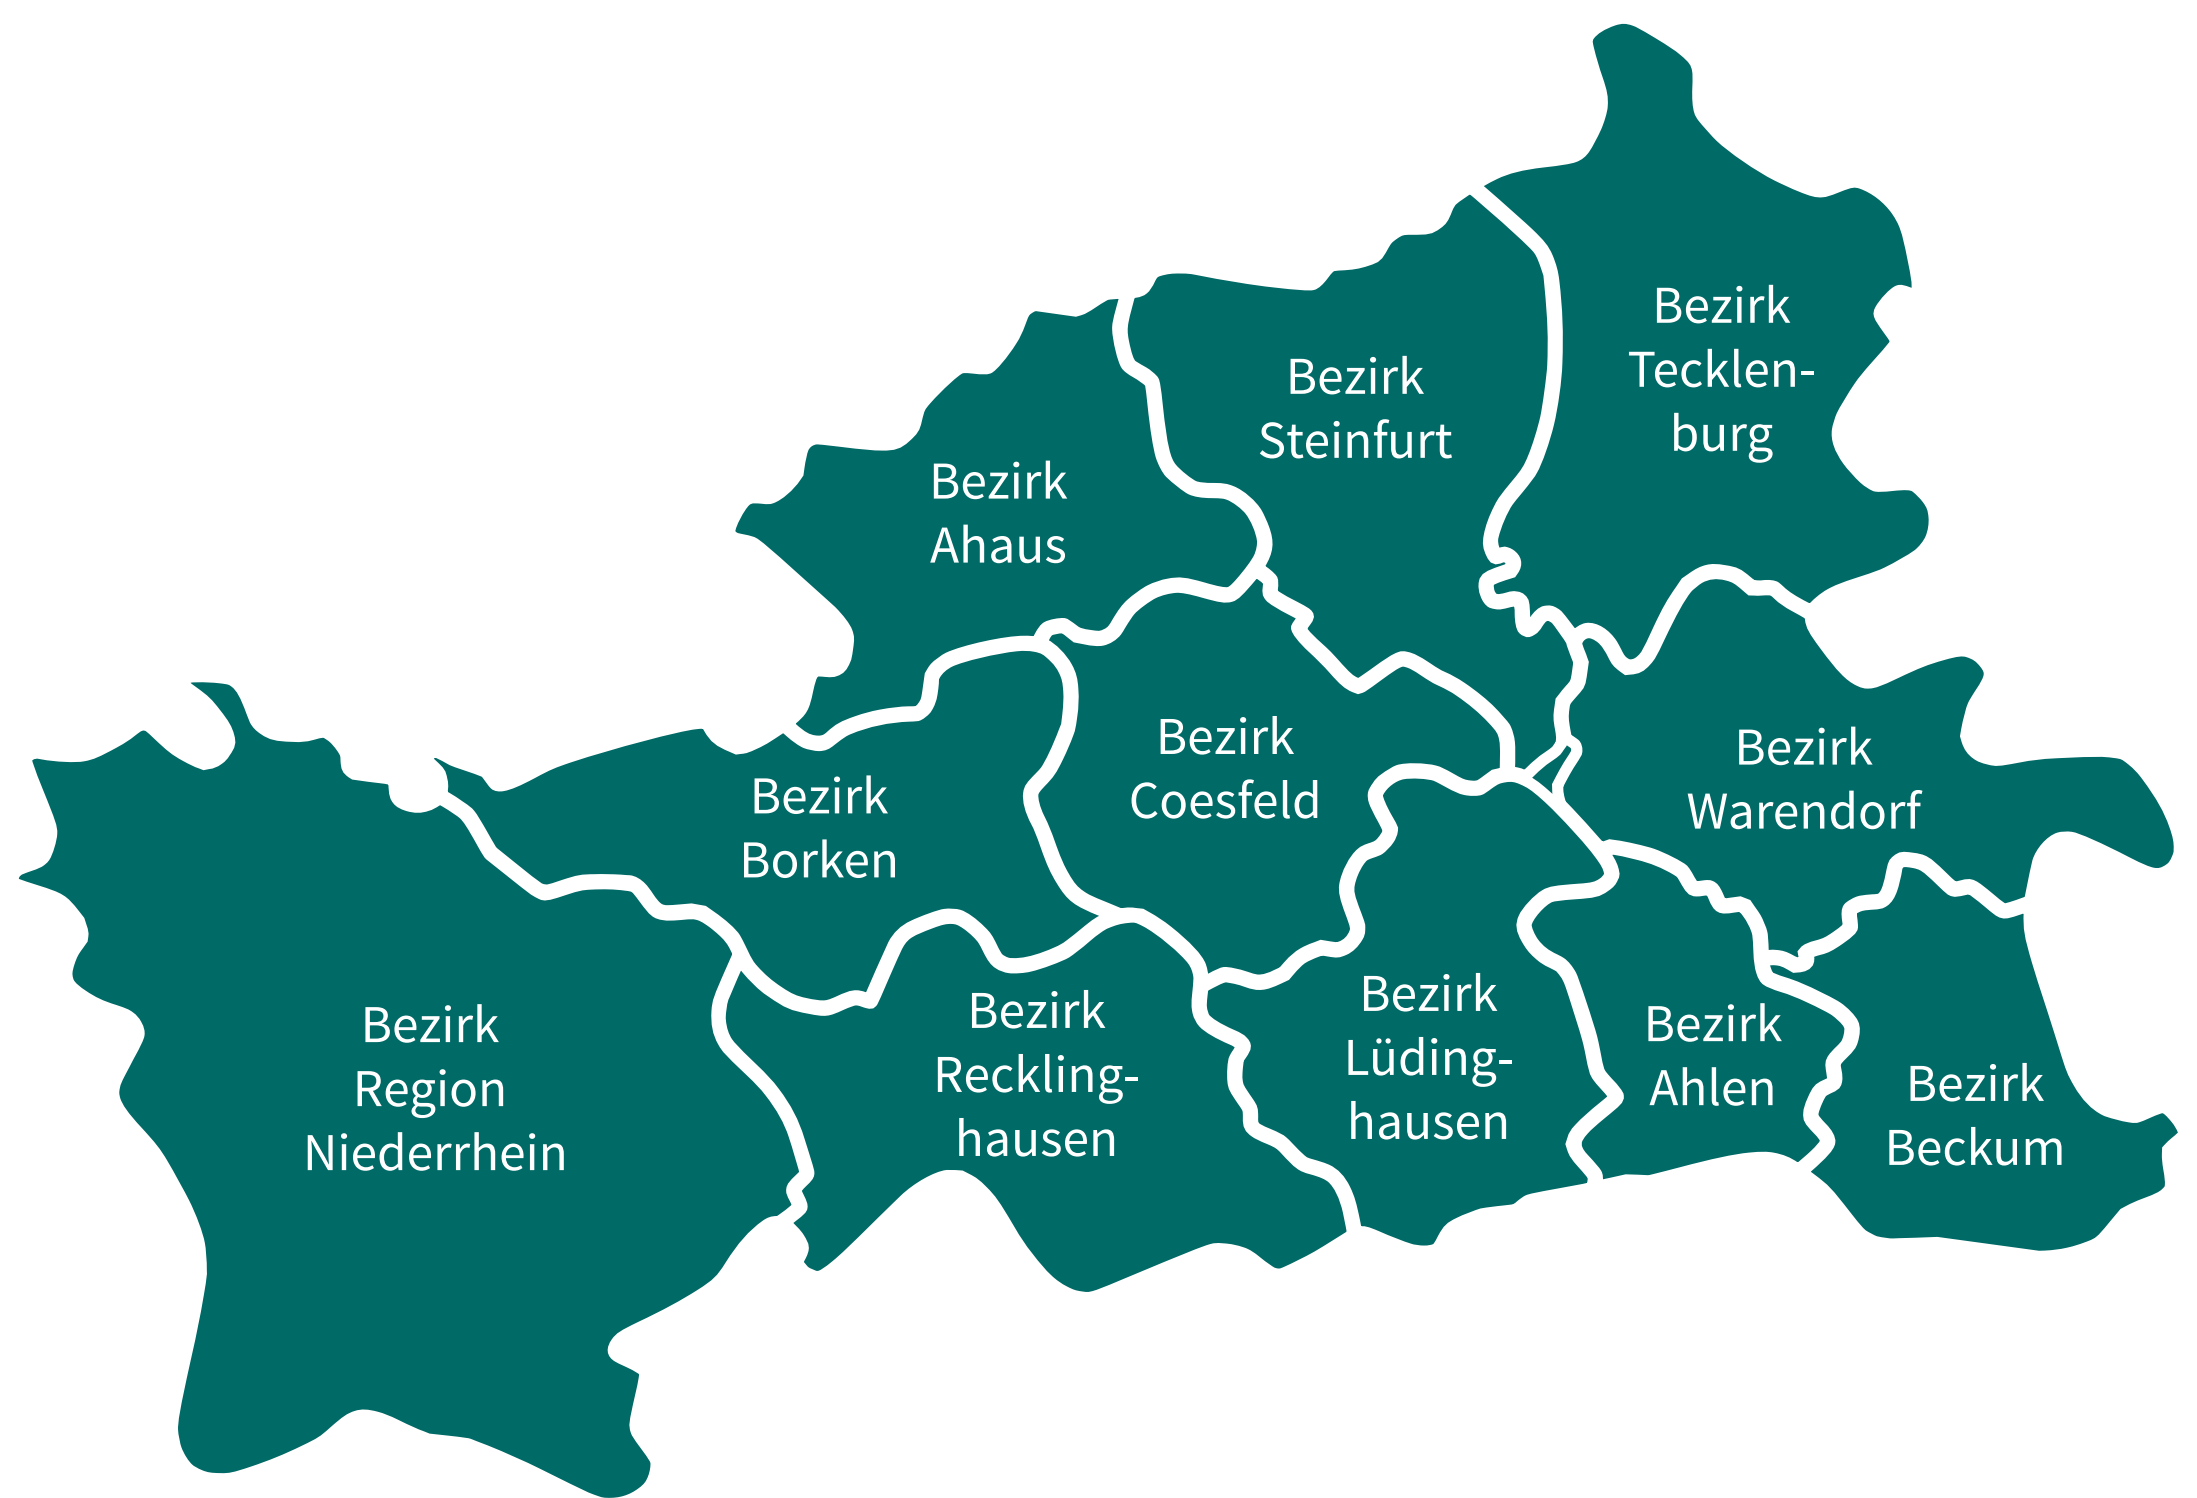 Bezirk
Tecklen-
burg
Bezirk
Steinfurt
Bezirk
Ahaus
Bezirk
Coesfeld
Bezirk
Warendorf
Bezirk
Borken
Bezirk
Region
Niederrhein
Bezirk
Reckling-
hausen
Bezirk
Lüding-
hausen
Bezirk
Ahlen
Bezirk
Beckum